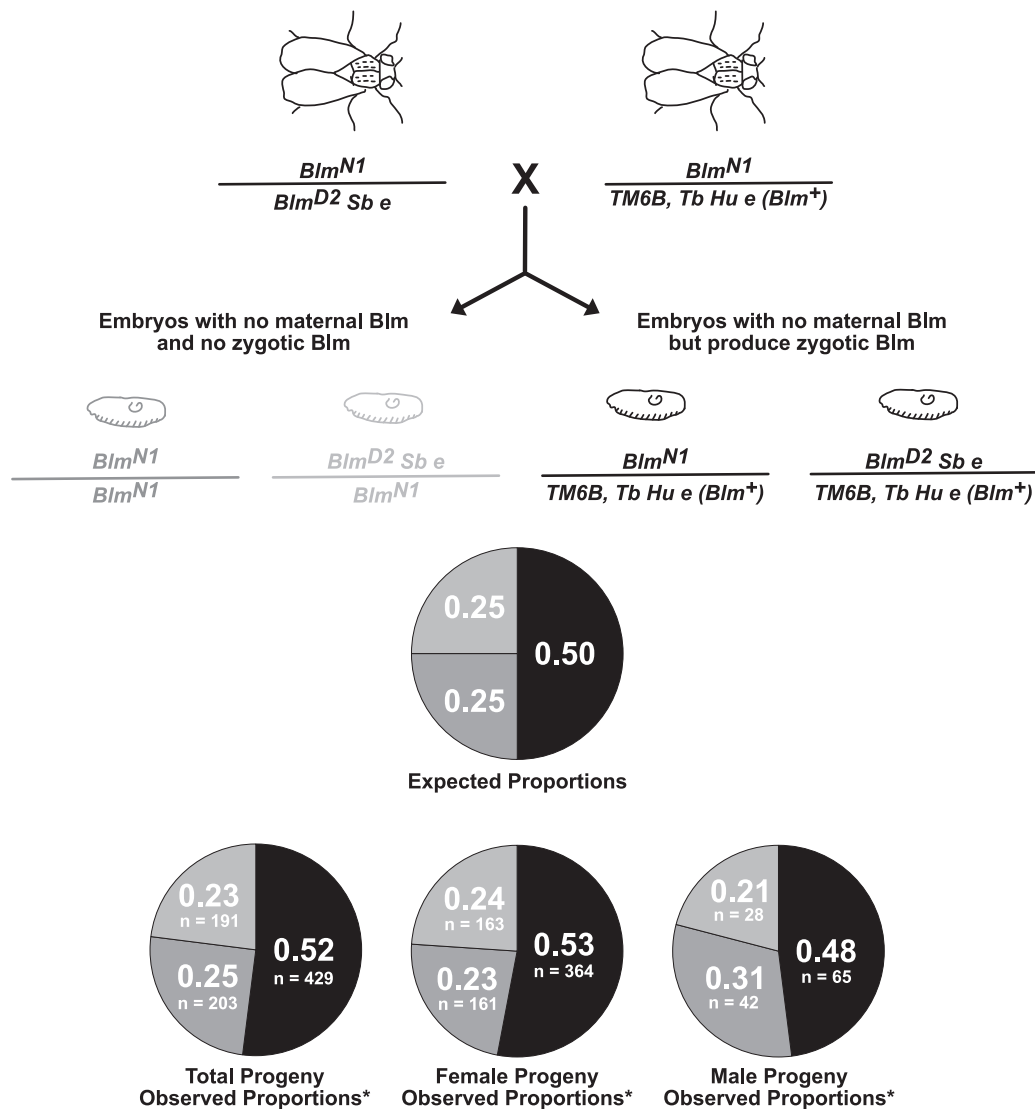 Blm^N1
Blm^D2 Sb e
X
Blm^N1
TM6B, Tb Hu e (Blm^+)
Embryos with no maternal Blm
and no zygotic Blm
Embryos with no maternal Blm
but produce zygotic Blm
Blm^N1
Blm^N1
Blm^D2 Sb e
Blm^N1
Blm^N1
TM6B, Tb Hu e (Blm^+)
Blm^D2 Sb e
TM6B, Tb Hu e (Blm^+)
0.25
0.50
0.25
Expected Proportions
0.23
n = 191
0.52
n = 429
0.25
n = 203
Total Progeny
Observed Proportions*
0.24
n = 163
0.53
n = 364
0.23
n = 161
Female Progeny
Observed Proportions*
0.21
n = 28
0.48
n = 65
0.31
n = 42
Male Progeny
Observed Proportions*